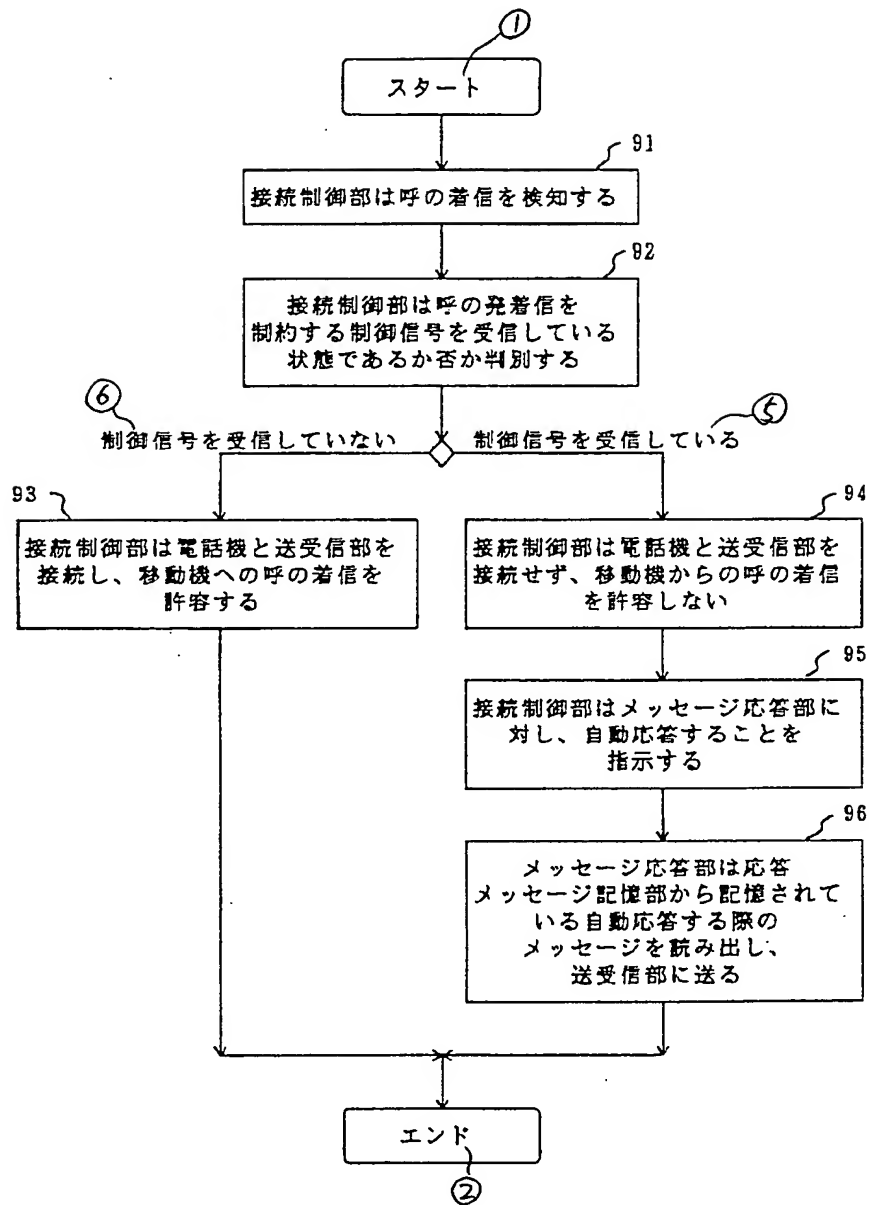 ①
スタート
91
接続制御部は呼の着信を検知する
92
接続制御部は呼の発着信を
制約する制御信号を受信している
状態であるか否か判別する
⑥
制御信号を受信していない
⑤
制御信号を受信している
93
接続制御部は電話機と送受信部を
接続し、移動機への呼の着信を
許容する
94
接続制御部は電話機と送受信部を
接続せず、移動機からの呼の着信
を許容しない
95
接続制御部はメッセージ応答部に
対し、自動応答することを
指示する
96
メッセージ応答部は応答
メッセージ記憶部から記憶されて
いる自動応答する際の
メッセージを読み出し、
送受信部に送る
エンド
②